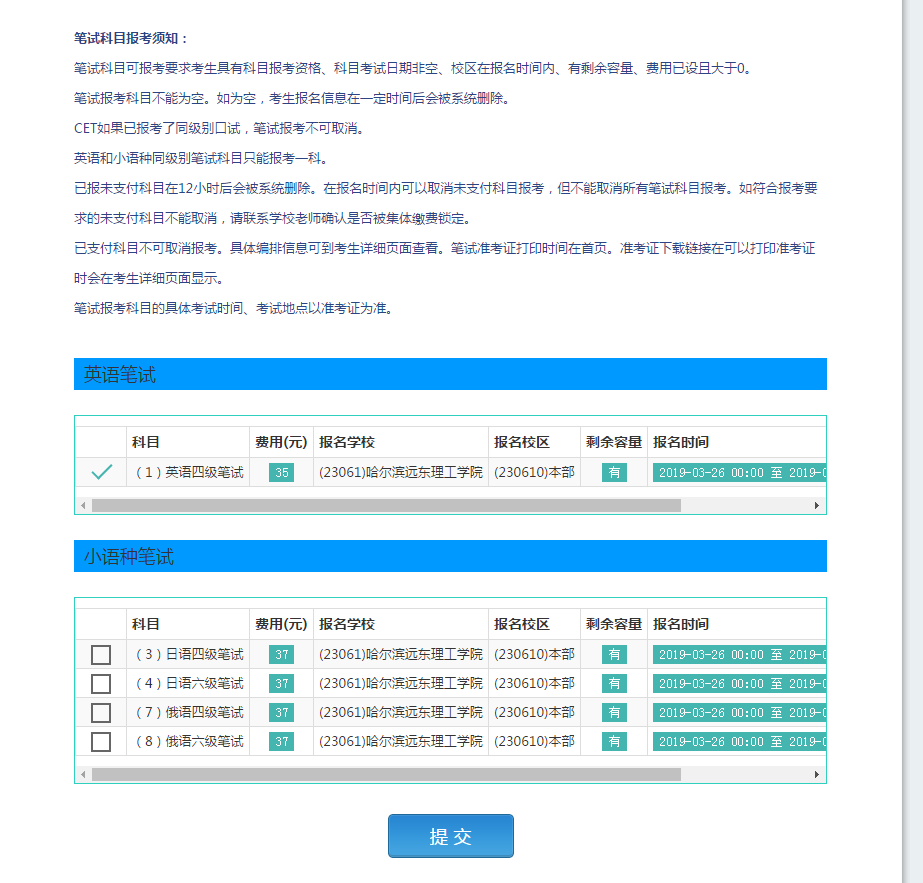 笔试科目报考须知：
笔试科目可报考要求考生具有科目报考资格、科目考试日期非空、校区在报名时间内、有剩余容量、费用已设且大于0。
笔试报考科目不能为空。如为空，考生报名信息在一定时间后会被系统删除。
CET如果已报考了同级别口试，笔试报考不可取消。
英语和小语种同级别笔试科目只能报考一科。
已报未支付科目在12小时后会被系统删除。在报名时间内可以取消未支付科目报考，但不能取消所有笔试科目报考。如符合报考要
求的未支付科目不能取消，请联系学校老师确认是否被集体缴费锁定。
已支付科目不可取消报考。具体编排信息可到考生详细页面查看。笔试准考证打印时间在首页。准考证下载链接在可以打印准考证
时会在考生详细页面显示。
笔试报考科目的具体考试时间、考试地点以准考证为准。
英语笔试
科目 费用(元) 报名学校 报名校区 剩余容量 报名时间
（1）英语四级笔试 35 (23061)哈尔滨远东理工学院 (230610)本部 有 2019-03-26 00:00 至 2019-0
小语种笔试
科目 费用(元) 报名学校 报名校区 剩余容量 报名时间
（3）日语四级笔试 37 (23061)哈尔滨远东理工学院 (230610)本部 有 2019-03-26 00:00 至 2019-0
（4）日语六级笔试 37 (23061)哈尔滨远东理工学院 (230610)本部 有 2019-03-26 00:00 至 2019-0
（7）俄语四级笔试 37 (23061)哈尔滨远东理工学院 (230610)本部 有 2019-03-26 00:00 至 2019-0
（8）俄语六级笔试 37 (23061)哈尔滨远东理工学院 (230610)本部 有 2019-03-26 00:00 至 2019-0
提 交